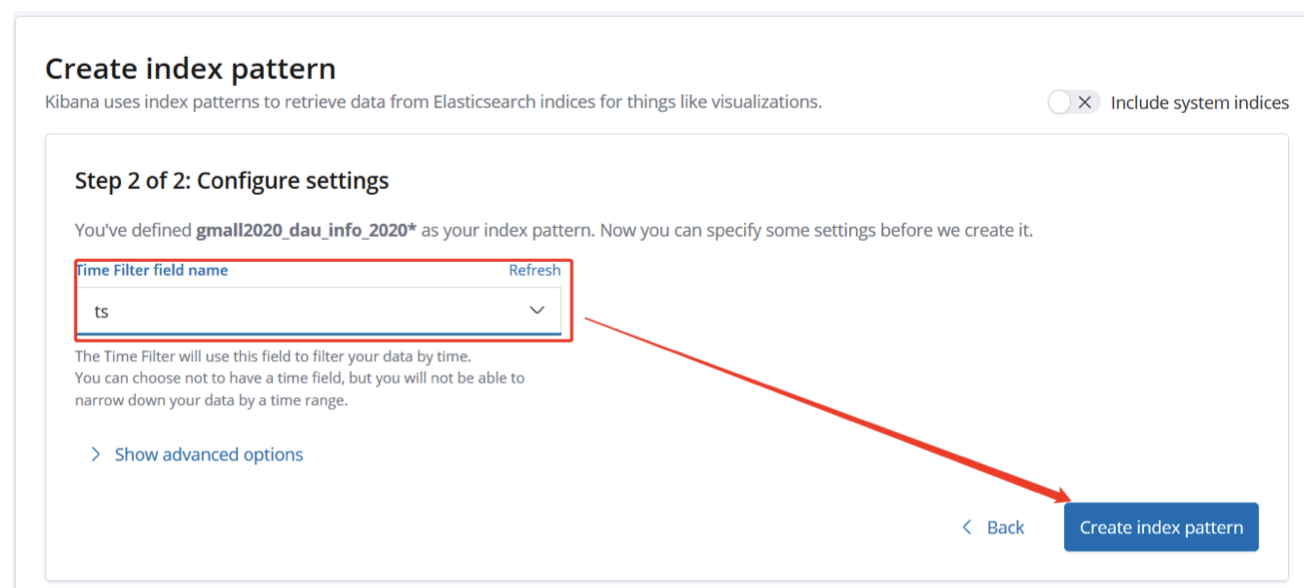 Create index pattern
Kibana uses index patterns to retrieve data from Elasticsearch indices for things like visualizations.
Include system indices
Step 2 of 2: Configure settings
You've defined gmall2020_dau_info_2020* as your index pattern. Now you can specify some settings before we create it.
Time Filter field name Refresh
ts
The Time Filter will use this field to filter your data by time.
You can choose not to have a time field, but you will not be able to
narrow down your data by a time range.
Show advanced options
Back Create index pattern